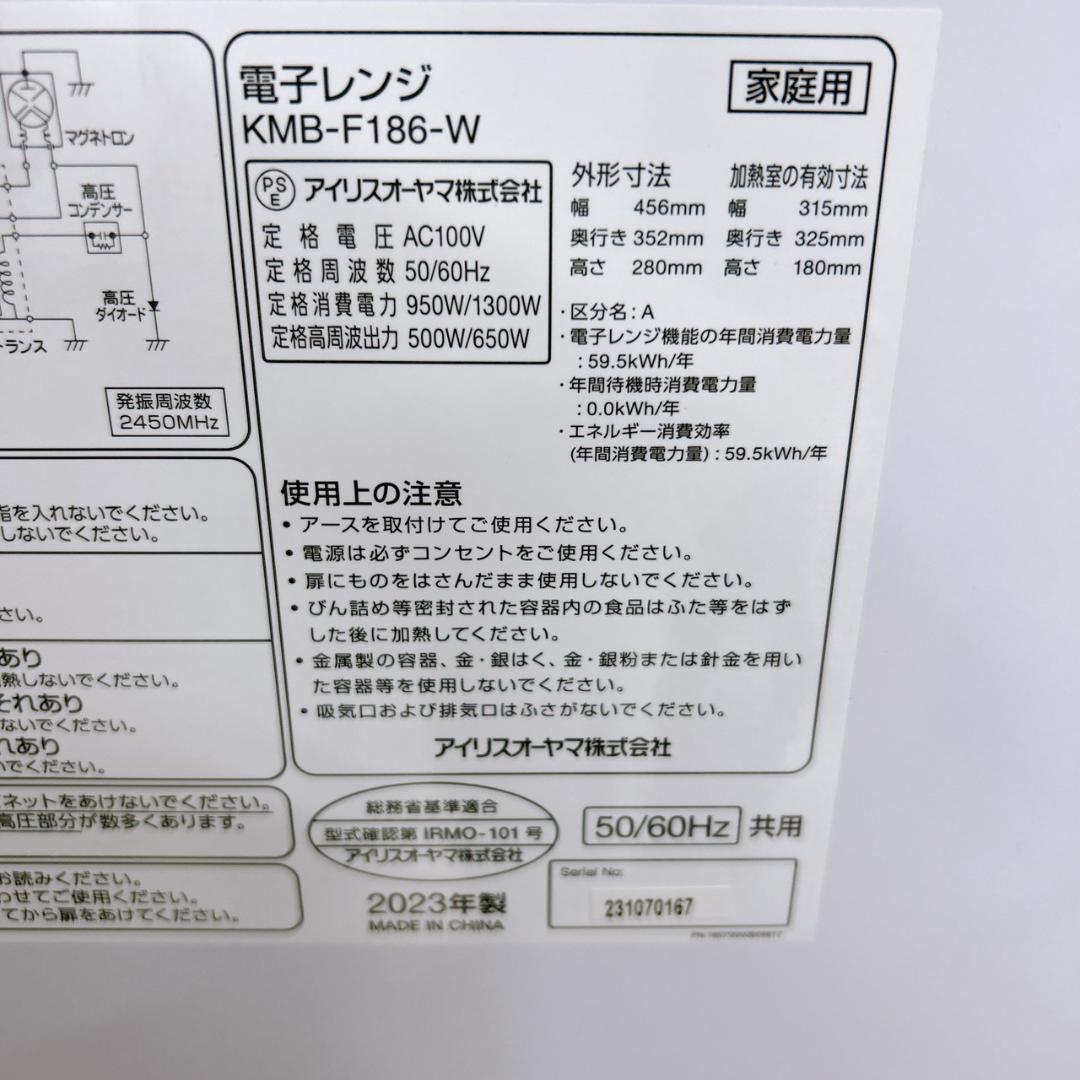 マグネトロン
高圧
コンデンサー
高圧
ダイオード
トランス
発振周波数
2450MHz
指を入れないでください。
しないでください。
さい。
あり
熱しないでください。
それあり
ないでください。
れあり
いでください。
ネットをあけないでください。
高圧部分が数多くあります。
お読みください。
わせてご使用ください。
てから扉をあけてください。
電子レンジ
家庭用
KMB-F186-W
PSE アイリスオーヤマ株式会社
定格電圧 AC100V
定格周波数 50/60Hz
定格消費電力 950W/1300W
定格高周波出力 500W/650W
外形寸法 加熱室の有効寸法
幅 456mm 幅 315mm
奥行き 352mm 奥行き 325mm
高さ 280mm 高さ 180mm
・区分名：A
・電子レンジ機能の年間消費電力量
：59.5kWh/年
・年間待機時消費電力量
：0.0kWh/年
・エネルギー消費効率
(年間消費電力量)：59.5kWh/年
使用上の注意
• アースを取付けてご使用ください。
• 電源は必ずコンセントをご使用ください。
• 扉にものをはさんだまま使用しないでください。
• びん詰め等密封された容器内の食品はふた等をはず
した後に加熱してください。
• 金属製の容器、金・銀はく、金・銀粉または針金を用い
た容器等を使用しないでください。
• 吸気口および排気口はふさがないでください。
アイリスオーヤマ株式会社
総務省基準適合
型式確認第 IRMO-101 号
アイリスオーヤマ株式会社
50/60Hz 共用
2023年製
MADE IN CHINA
Serial No:
231070167